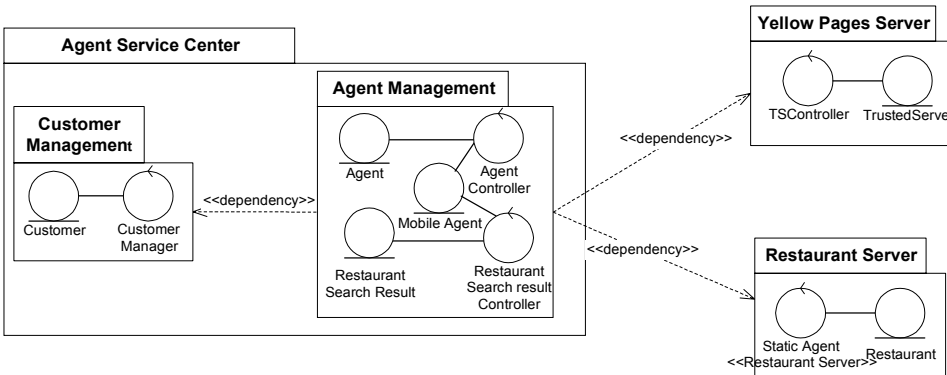 Agent Service Center
Customer
Management
Customer
Customer
Manager
<<dependency>>
Agent Management
Agent
Agent
Controller
Mobile Agent
Restaurant
Search Result
Restaurant
Search result
Controller
<<dependency>>
<<dependency>>
Yellow Pages Server
TSController
TrustedServe
Restaurant Server
Static Agent
<<Restaurant Server>>
Restaurant